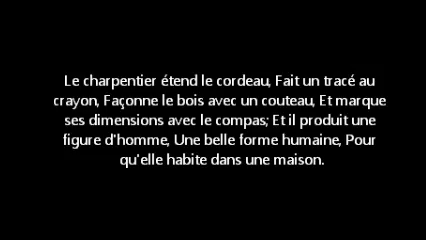 Le charpentier étend le cordeau, Fait un tracé au
crayon, Façonne le bois avec un couteau, Et marque
ses dimensions avec le compas; Et il produit une
figure d'homme, Une belle forme humaine, Pour
qu'elle habite dans une maison.